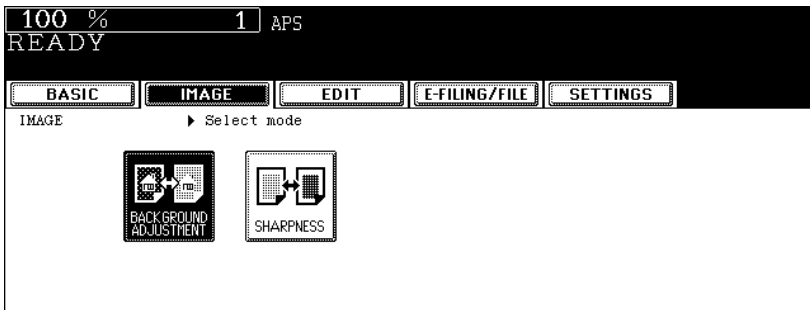 100 % 1 APS
READY
BASIC IMAGE EDIT E-FILING/FILE SETTINGS
IMAGE Select mode
BACKGROUND ADJUSTMENT
SHARPNESS